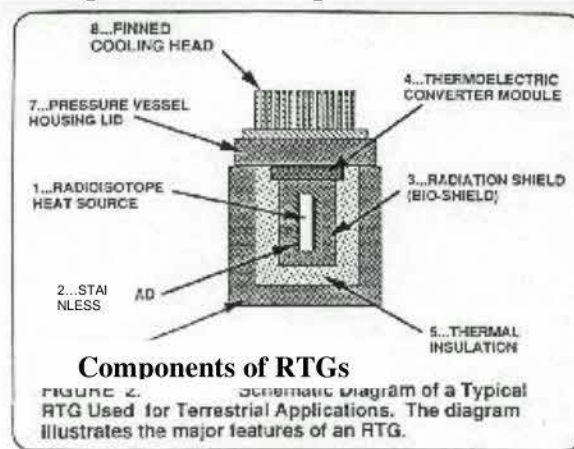 8...FINNED
COOLING HEAD
4...THERMOELECTRIC
CONVERTER MODULE
7...PRESSURE VESSEL
HOUSING LID
1...RADIOISOTOPE
HEAT SOURCE
3...RADIATION SHIELD
(BIO-SHIELD)
2...STAI
NLESS
AD
5...THERMAL
INSULATION
Components of RTGs
FIGURE 2. Schematic Diagram of a Typical
RTG Used for Terrestrial Applications. The diagram
illustrates the major features of an RTG.